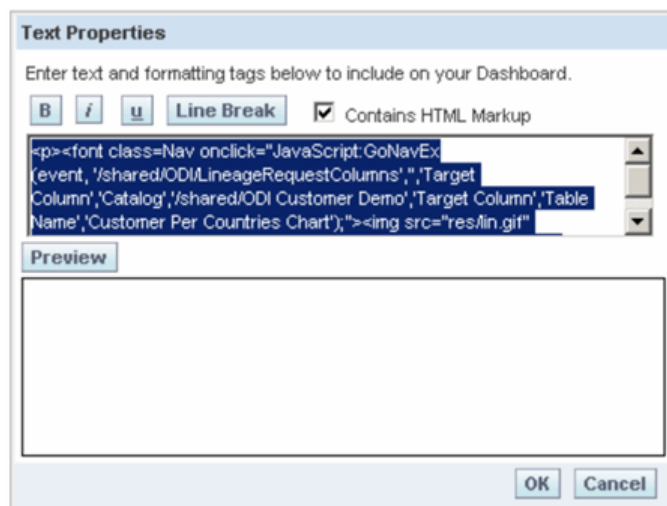 Text Properties
Enter text and formatting tags below to include on your Dashboard.
B i u Line Break Contains HTML Markup
<p><font class=Nav onclick="JavaScript:GoNavEx
(event, '/shared/ODI/LineageRequestColumns','','Target
Column','Catalog','/shared/ODI Customer Demo','Target Column','Table
Name','Customer Per Countries Chart');"><img src="res/lin.gif"
Preview
OK Cancel